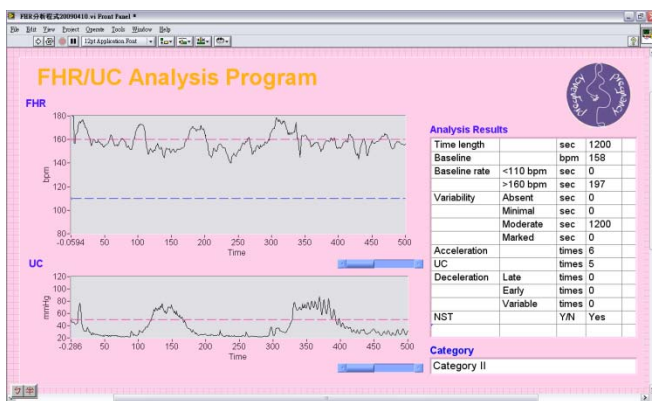 FHR分析程式20090410.vi Front Panel *
File Edit View Project Operate Tools Window Help
12pt Application Font
FHR/UC Analysis Program
pregnancy
pregnancy
FHR
180-
160-
140-
120-
100-
80-
bpm
-0.0594 50 100 150 200 250 300 350 400 450 500
Time
UC
120-
100-
80-
60-
40-
20-
mmHg
-0.286 50 100 150 200 250 300 350 400 450 500
Time
Analysis Results
Time length sec 1200
Baseline bpm 158
Baseline rate <110 bpm sec 0
>160 bpm sec 197
Variability Absent sec 0
Minimal sec 0
Moderate sec 1200
Marked sec 0
Acceleration times 6
UC times 5
Deceleration Late times 0
Early times 0
Variable times 0
NST Y/N Yes
Category
Category II